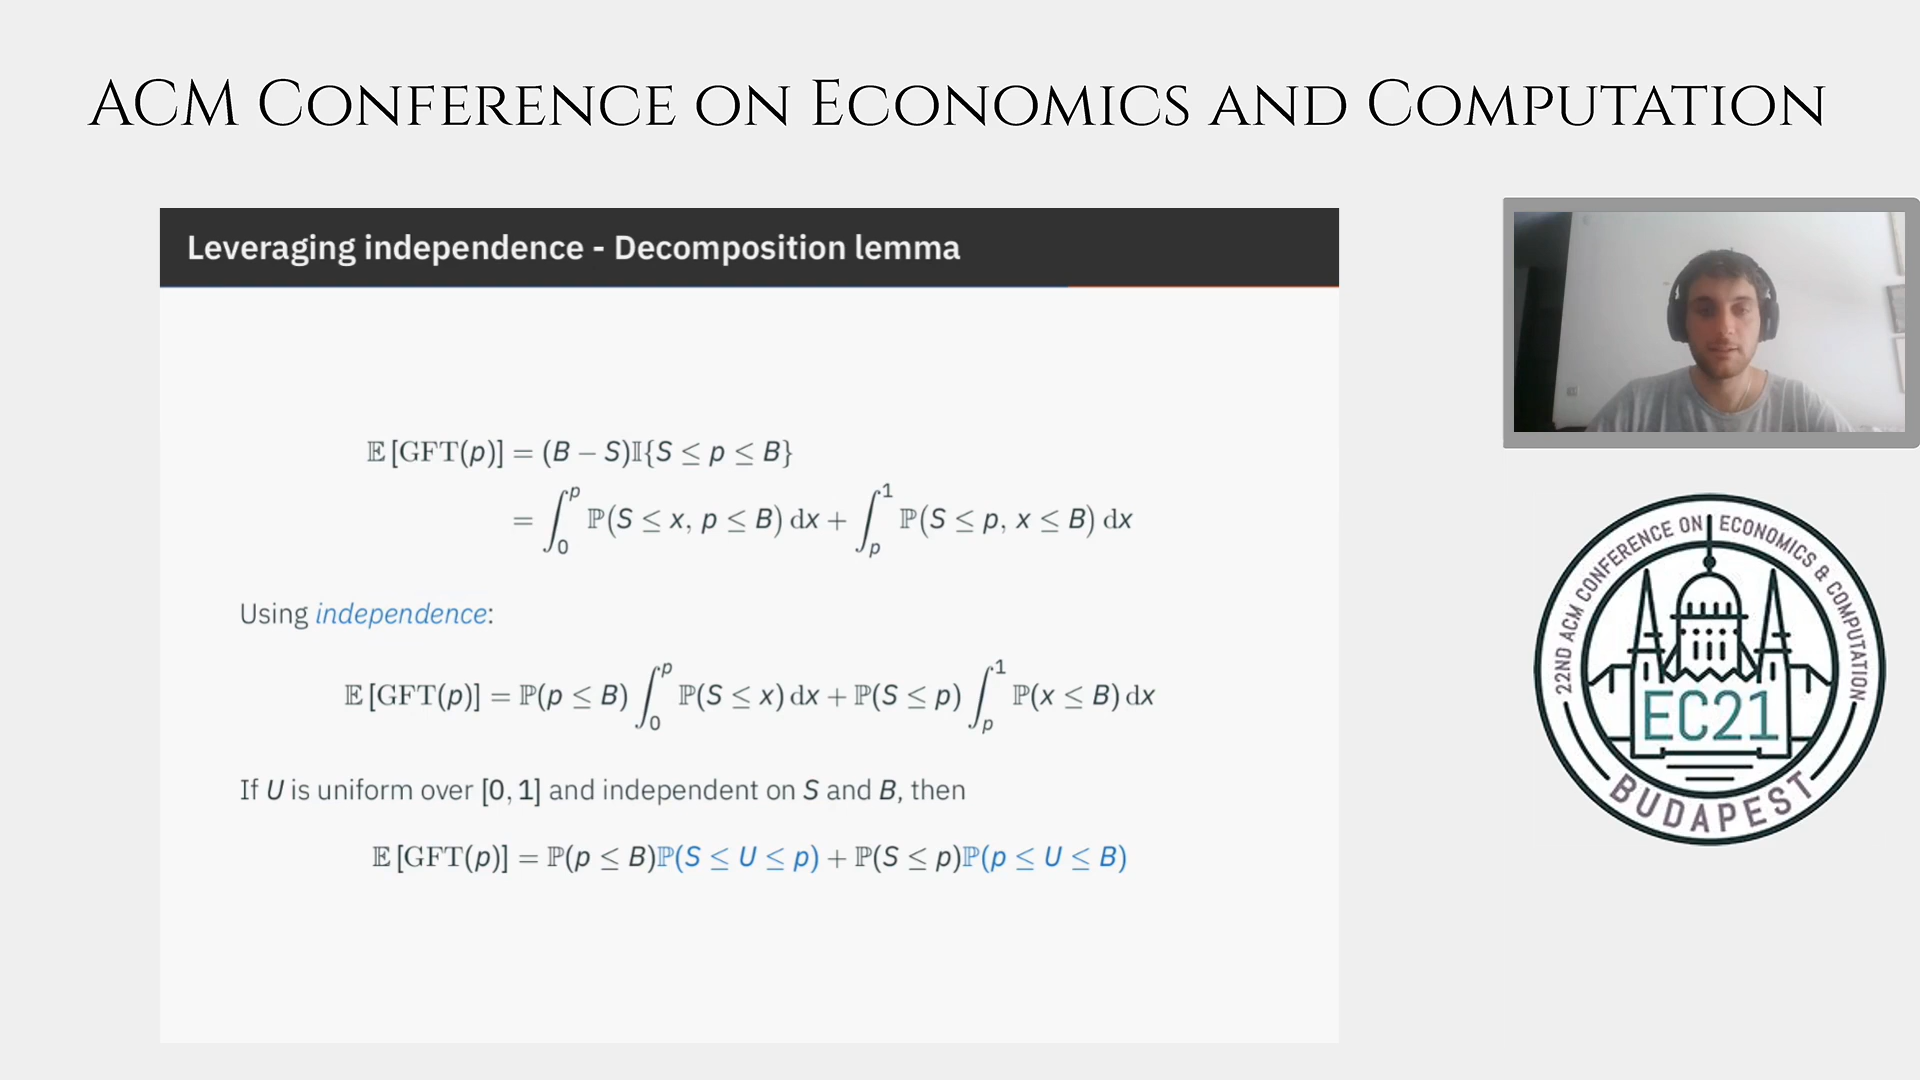 ACM Conference on Economics and Computation
Leveraging independence - Decomposition lemma
𝔼[GFT(p)] = (B − S)𝕀{S ≤ p ≤ B}
= ∫₀ᵖ ℙ(S ≤ x, p ≤ B) dx + ∫ₚ¹ ℙ(S ≤ p, x ≤ B) dx
Using independence:
𝔼[GFT(p)] = ℙ(p ≤ B) ∫₀ᵖ ℙ(S ≤ x) dx + ℙ(S ≤ p) ∫ₚ¹ ℙ(x ≤ B) dx
If U is uniform over [0, 1] and independent on S and B, then
𝔼[GFT(p)] = ℙ(p ≤ B)ℙ(S ≤ U ≤ p) + ℙ(S ≤ p)ℙ(p ≤ U ≤ B)
22ND ACM CONFERENCE ON ECONOMICS & COMPUTATION
EC21
BUDAPEST